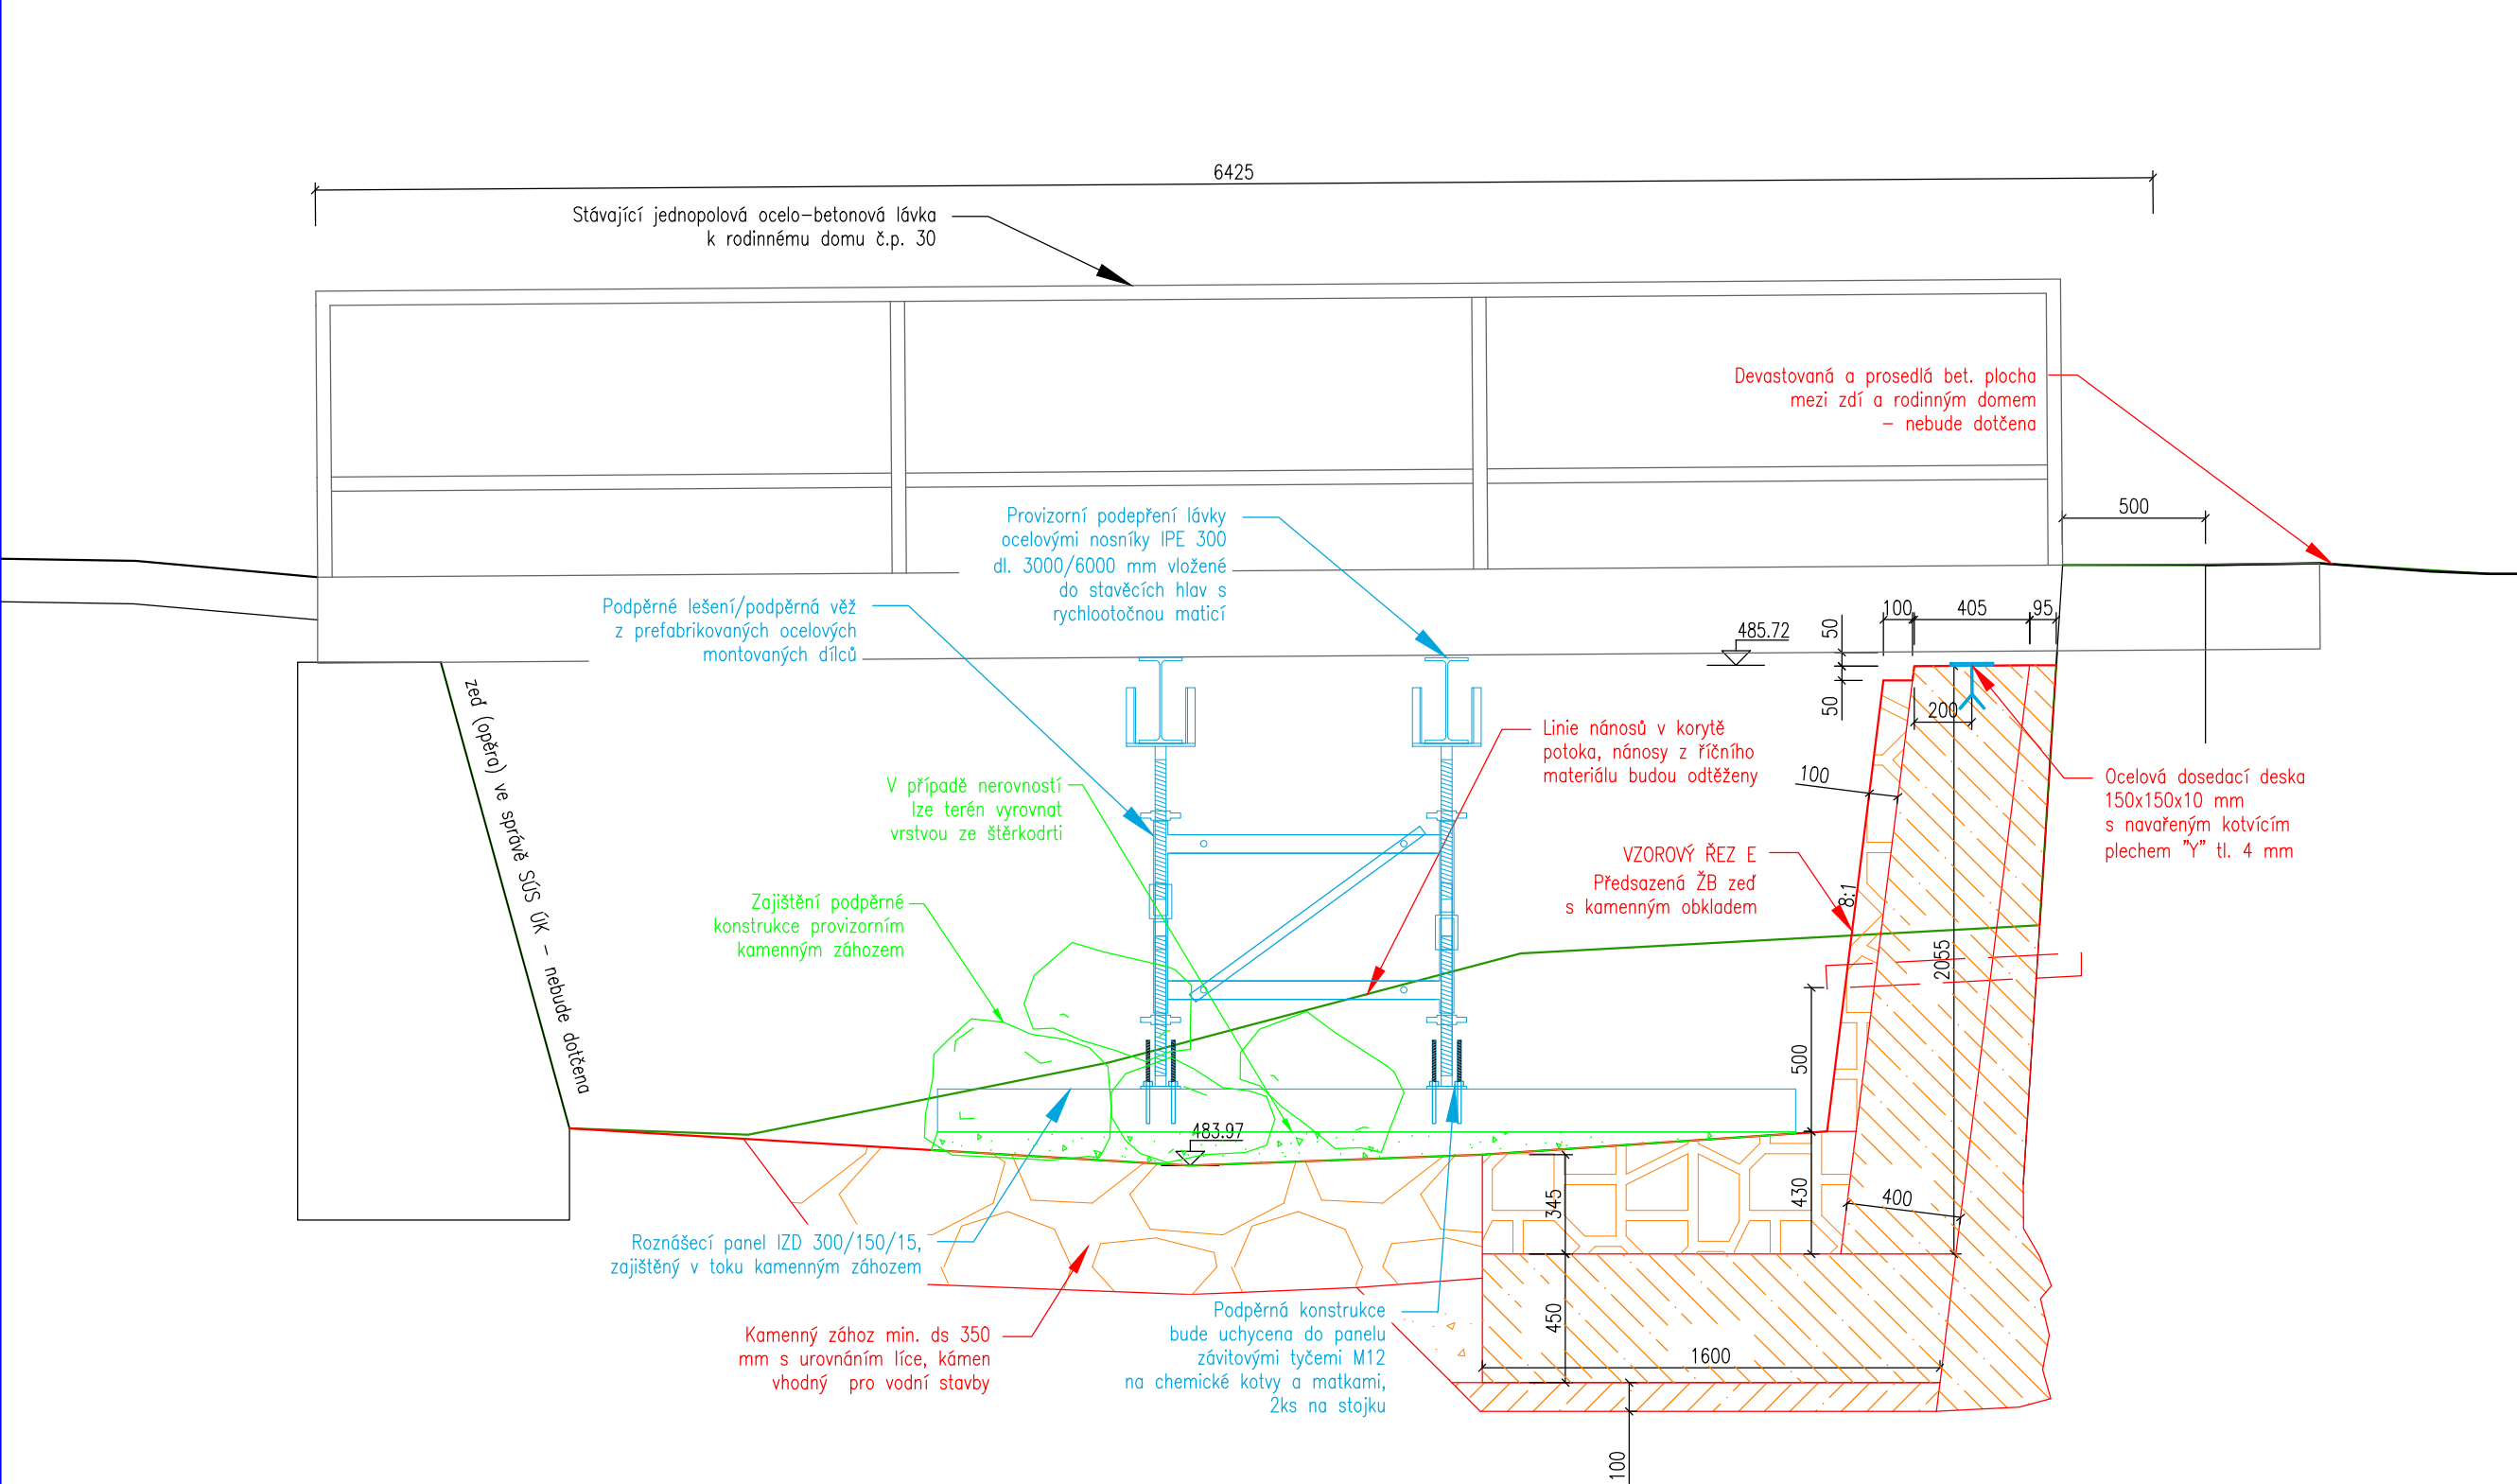 6425
Stávající jednopolová ocelo-betonová lávka
k rodinnému domu č.p. 30
Devastovaná a prosedlá bet. plocha
mezi zdí a rodinným domem
- nebude dotčena
500
Provizorní podepření lávky
ocelovými nosníky IPE 300
dl. 3000/6000 mm vložené
do stavěcích hlav s
rychlootočnou maticí
Podpěrné lešení/podpěrná věž
z prefabrikovaných ocelových
montovaných dílců
485.72
50
100
405
95
50
200
zeď (opěra) ve správě SÚS ÚK - nebude dotčena
Linie nánosů v korytě
potoka, nánosy z říčního
materiálu budou odtěženy
100
Ocelová dosedací deska
150x150x10 mm
s navařeným kotvícím
plechem "Y" tl. 4 mm
V případě nerovností
lze terén vyrovnat
vrstvou ze štěrkodrti
VZOROVÝ ŘEZ E
Předsazená ŽB zeď
s kamenným obkladem
8:1
2055
Zajištění podpěrné
konstrukce provizorním
kamenným záhozem
500
483.97
345
430
400
Roznášecí panel IZD 300/150/15,
zajištěný v toku kamenným záhozem
Kamenný zához min. ds 350
mm s urovnáním líce, kámen
vhodný  pro vodní stavby
Podpěrná konstrukce
bude uchycena do panelu
závitovými tyčemi M12
na chemické kotvy a matkami,
2ks na stojku
450
1600
100